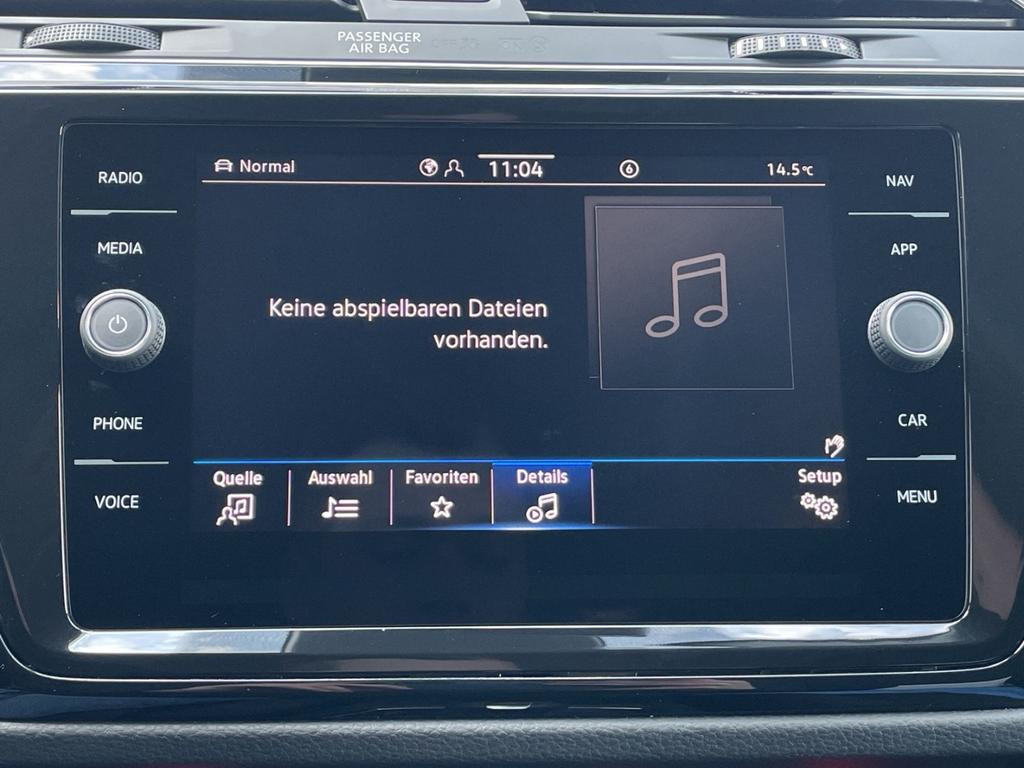 PASSENGER
AIR BAG
RADIO
Normal
11:04
6
14.5°C
NAV
MEDIA
APP
Keine abspielbaren Dateien
vorhanden.
PHONE
CAR
VOICE
Quelle
Auswahl
Favoriten
Details
Setup
MENU